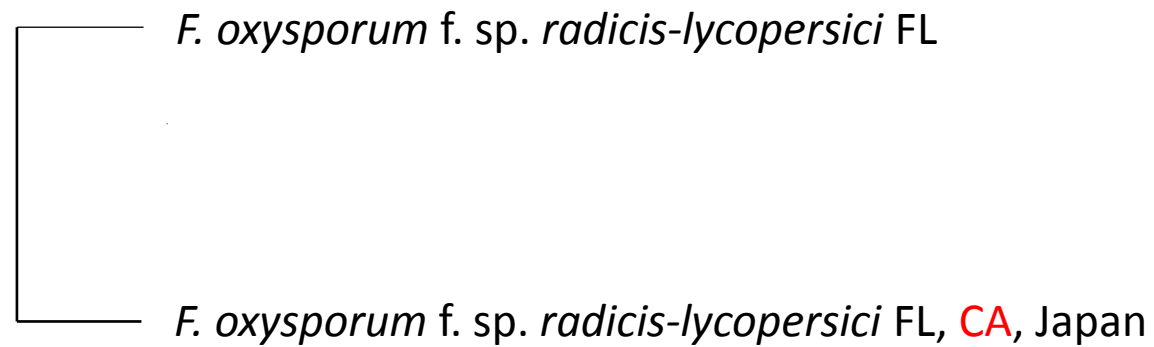 F. oxysporum f. sp. radicis-lycopersici FL
F. oxysporum f. sp. radicis-lycopersici FL, CA, Japan